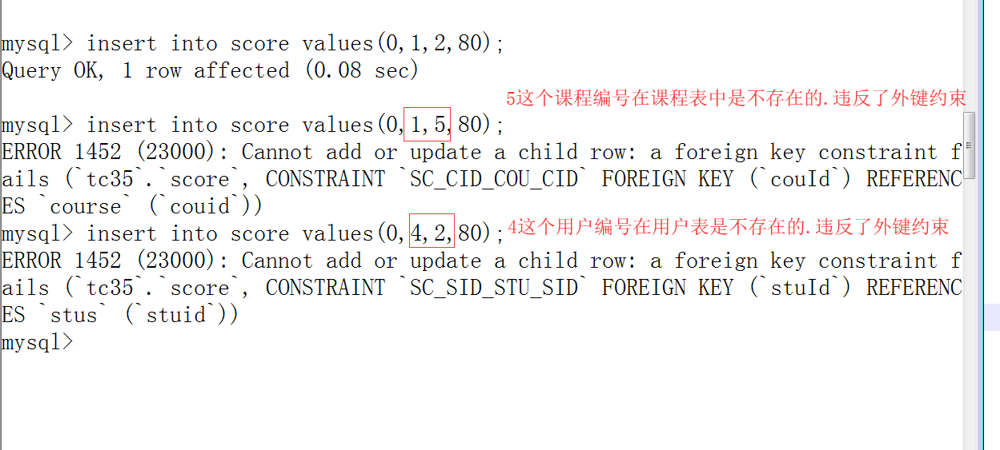 mysql> insert into score values(0,1,2,80);
Query OK, 1 row affected (0.08 sec)
5这个课程编号在课程表中是不存在的.违反了外键约束
mysql> insert into score values(0,1,5,80);
ERROR 1452 (23000): Cannot add or update a child row: a foreign key constraint f
ails (`tc35`.`score`, CONSTRAINT `SC_CID_COU_CID` FOREIGN KEY (`couId`) REFERENC
ES `course` (`couid`))
mysql> insert into score values(0,4,2,80); 4这个用户编号在用户表是不存在的.违反了外键约束
ERROR 1452 (23000): Cannot add or update a child row: a foreign key constraint f
ails (`tc35`.`score`, CONSTRAINT `SC_SID_STU_SID` FOREIGN KEY (`stuId`) REFERENC
ES `stus` (`stuid`))
mysql>